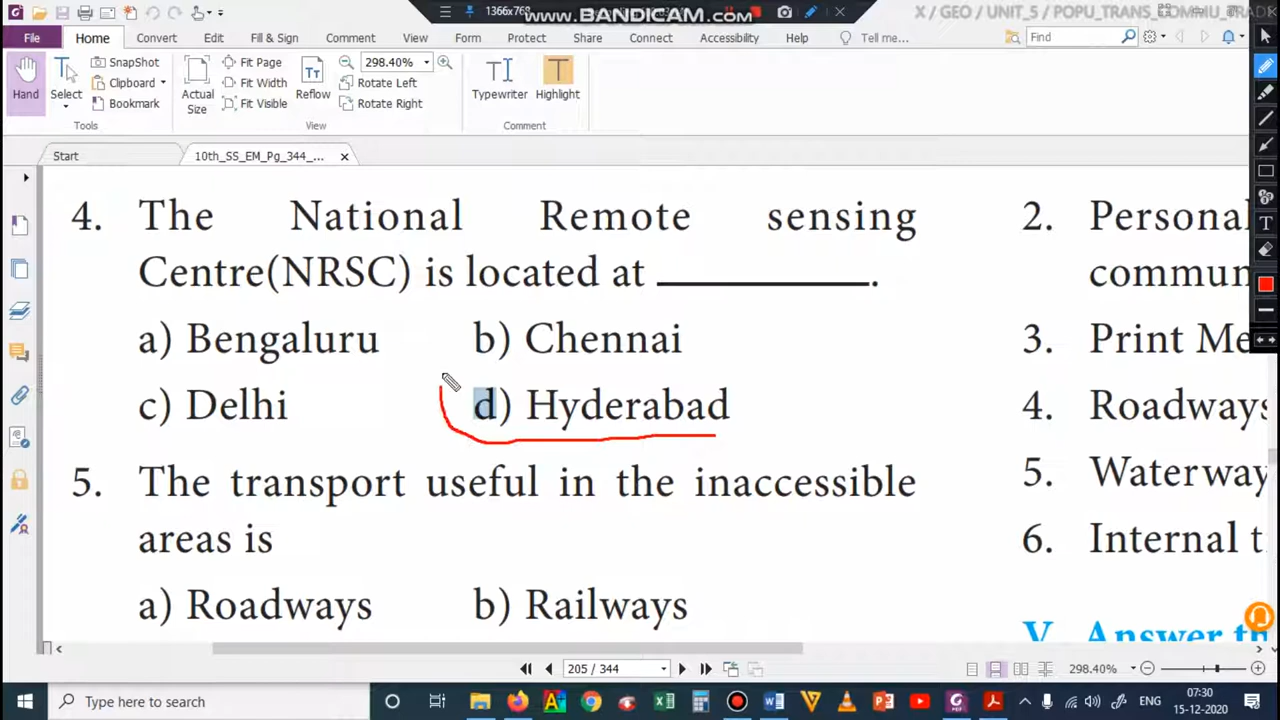 1366x768
www.BANDICAM.com
X / GEO / UNIT_5 / POPU_TRANS_COMMU_TRADE
File Home Convert Edit Fill & Sign Comment View Form Protect Share Connect Accessibility Help Tell me... Find
Hand
Select
SnapShot
Clipboard
Bookmark
Tools
Actual
Size
Fit Page
Fit Width
Fit Visible
Reflow
298.40%
Rotate Left
Rotate Right
View
Typewriter
Highlight
Comment
Start
10th_SS_EM_Pg_344_...
4. The National Remote sensing
Centre(NRSC) is located at ____________.
a) Bengaluru b) Chennai
c) Delhi d) Hyderabad
5. The transport useful in the inaccessible
areas is
a) Roadways b) Railways
2. Personal
commun
3. Print Me
4. Roadways
5. Waterway
6. Internal t
V. Answer th
205 / 344
298.40%
Type here to search
ENG
07:30
15-12-2020